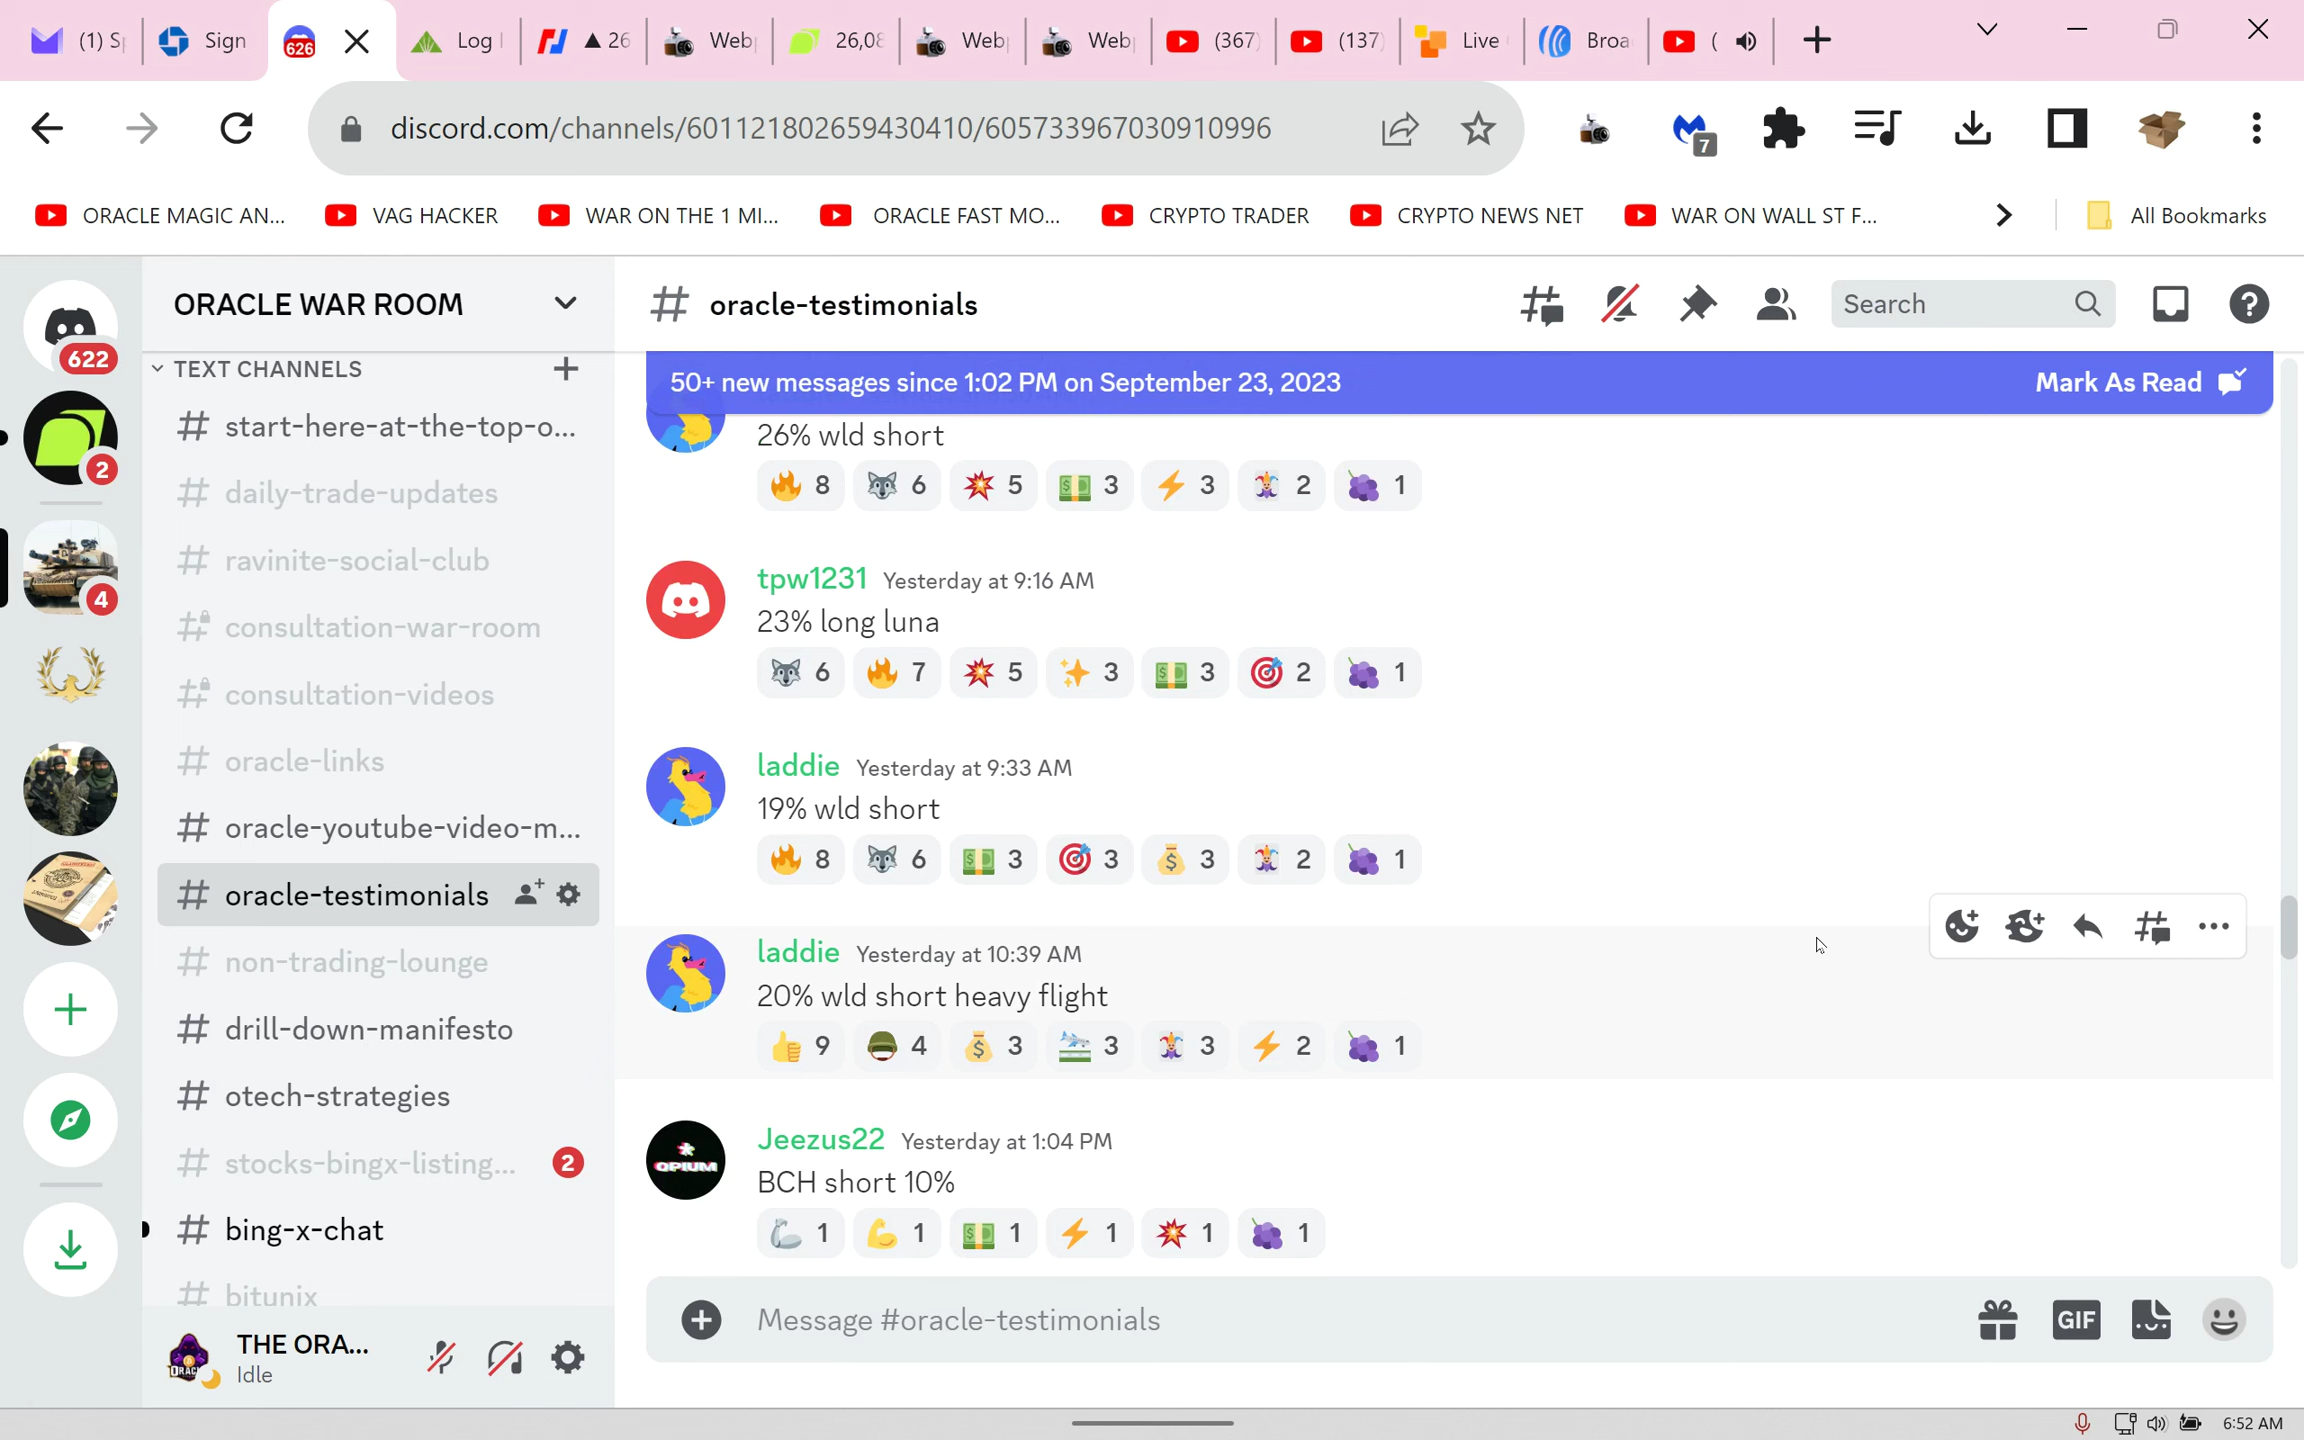 (1) S
Sign
626
Log
▲ 26
Web
26,08
Web
Web
(367)
(137)
Live
Broa
(
discord.com/channels/601121802659430410/605733967030910996
7
ORACLE MAGIC AN...
VAG HACKER
WAR ON THE 1 MI...
ORACLE FAST MO...
CRYPTO TRADER
CRYPTO NEWS NET
WAR ON WALL ST F...
All Bookmarks
622
2
4
ORACLE WAR ROOM
TEXT CHANNELS
start-here-at-the-top-o...
daily-trade-updates
ravinite-social-club
consultation-war-room
consultation-videos
oracle-links
oracle-youtube-video-m...
oracle-testimonials
non-trading-lounge
drill-down-manifesto
otech-strategies
stocks-bingx-listing...
2
bing-x-chat
bitunix
THE ORA...
Idle
# oracle-testimonials
Search
50+ new messages since 1:02 PM on September 23, 2023
Mark As Read
26% wld short
8 6 5 3 3 2 1
tpw1231 Yesterday at 9:16 AM
23% long luna
6 7 5 3 3 2 1
laddie Yesterday at 9:33 AM
19% wld short
8 6 3 3 3 2 1
laddie Yesterday at 10:39 AM
20% wld short heavy flight
9 4 3 3 3 2 1
OPIUM
Jeezus22 Yesterday at 1:04 PM
BCH short 10%
1 1 1 1 1 1
Message #oracle-testimonials
GIF
6:52 AM